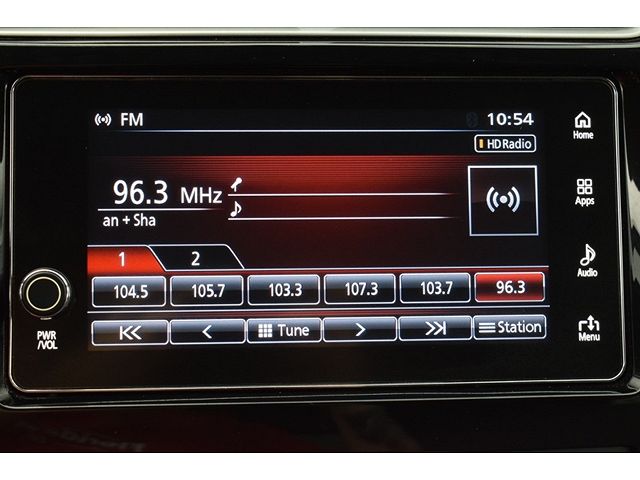 FM 10:54
HD Radio
96.3 MHz
an + Sha
1 2
104.5 105.7 103.3 107.3 103.7 96.3
Tune Station
PWR
/VOL
Home
Apps
Audio
Menu